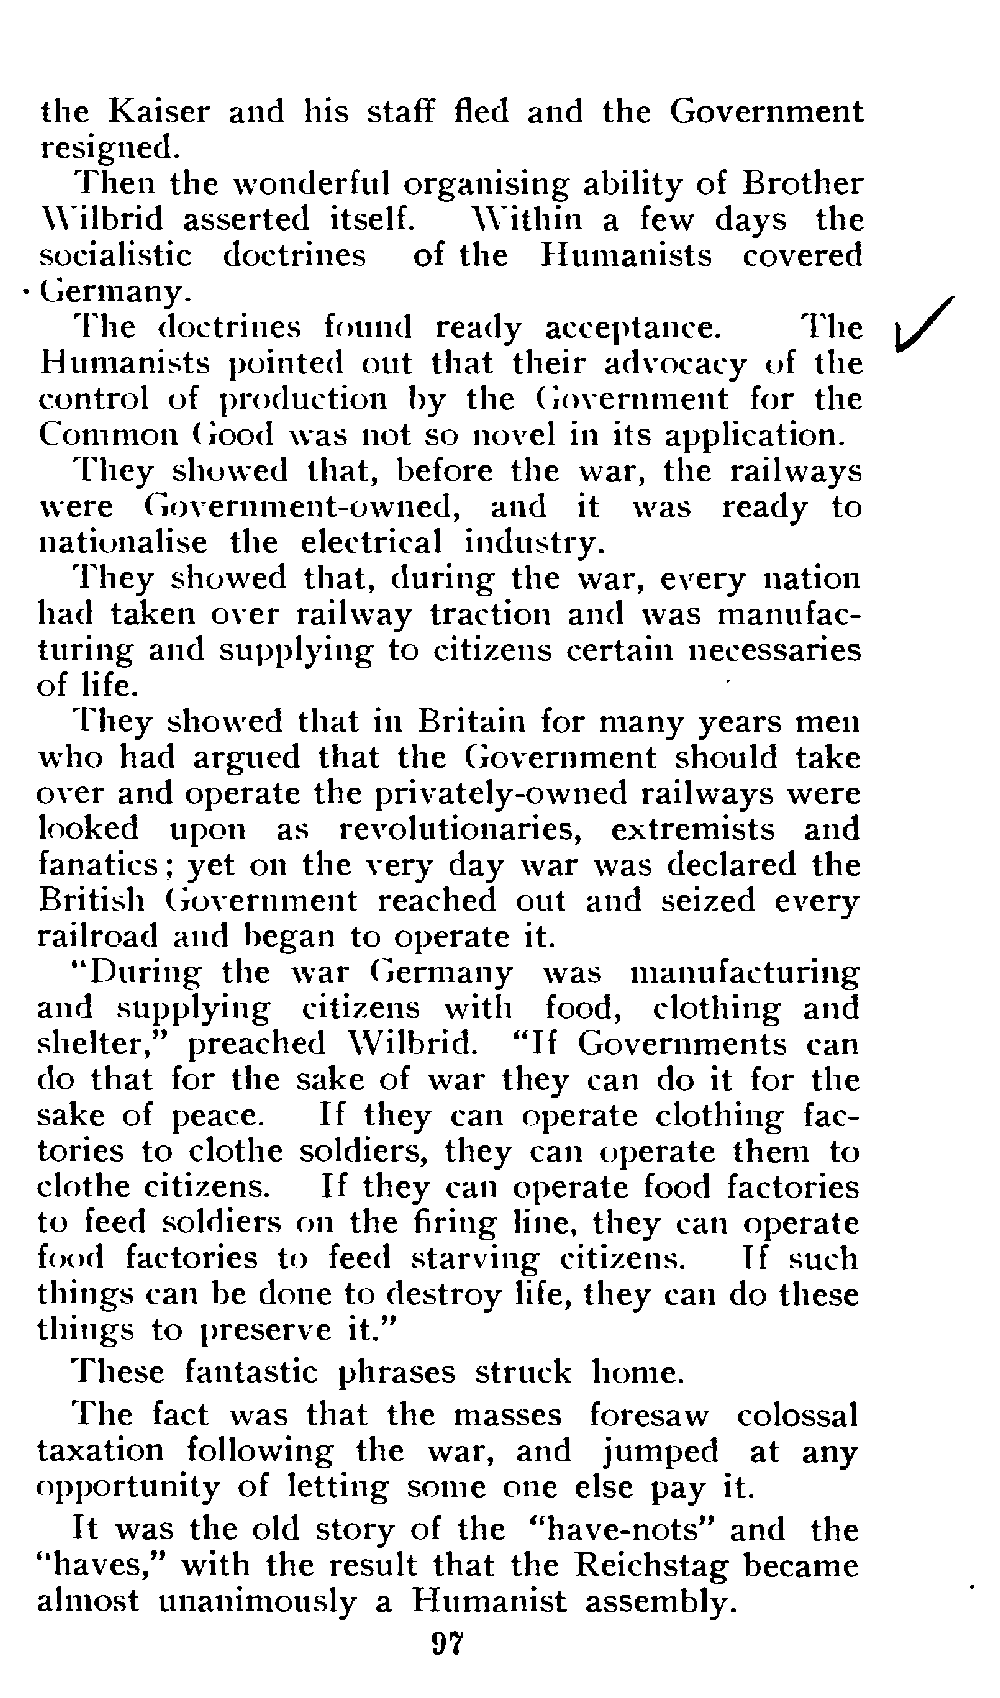 the Kaiser and his staff fled and the Government
resigned.
Then the wonderful organising ability of Brother
Wilbrid asserted itself. Within a few days the
socialistic doctrines of the Humanists covered
Germany.
The doctrines found ready acceptance. The
Humanists pointed out that their advocacy of the
control of production by the Government for the
Common Good was not so novel in its application.
They showed that, before the war, the railways
were Government-owned, and it was ready to
nationalise the electrical industry.
They showed that, during the war, every nation
had taken over railway traction and was manufac-
turing and supplying to citizens certain necessaries
of life.
They showed that in Britain for many years men
who had argued that the Government should take
over and operate the privately-owned railways were
looked upon as revolutionaries, extremists and
fanatics; yet on the very day war was declared the
British Government reached out and seized every
railroad and began to operate it.
"During the war Germany was manufacturing
and supplying citizens with food, clothing and
shelter," preached Wilbrid. "If Governments can
do that for the sake of war they can do it for the
sake of peace. If they can operate clothing fac-
tories to clothe soldiers, they can operate them to
clothe citizens. If they can operate food factories
to feed soldiers on the firing line, they can operate
food factories to feed starving citizens. If such
things can be done to destroy life, they can do these
things to preserve it."
These fantastic phrases struck home.
The fact was that the masses foresaw colossal
taxation following the war, and jumped at any
opportunity of letting some one else pay it.
It was the old story of the "have-nots" and the
"haves," with the result that the Reichstag became
almost unanimously a Humanist assembly.
97